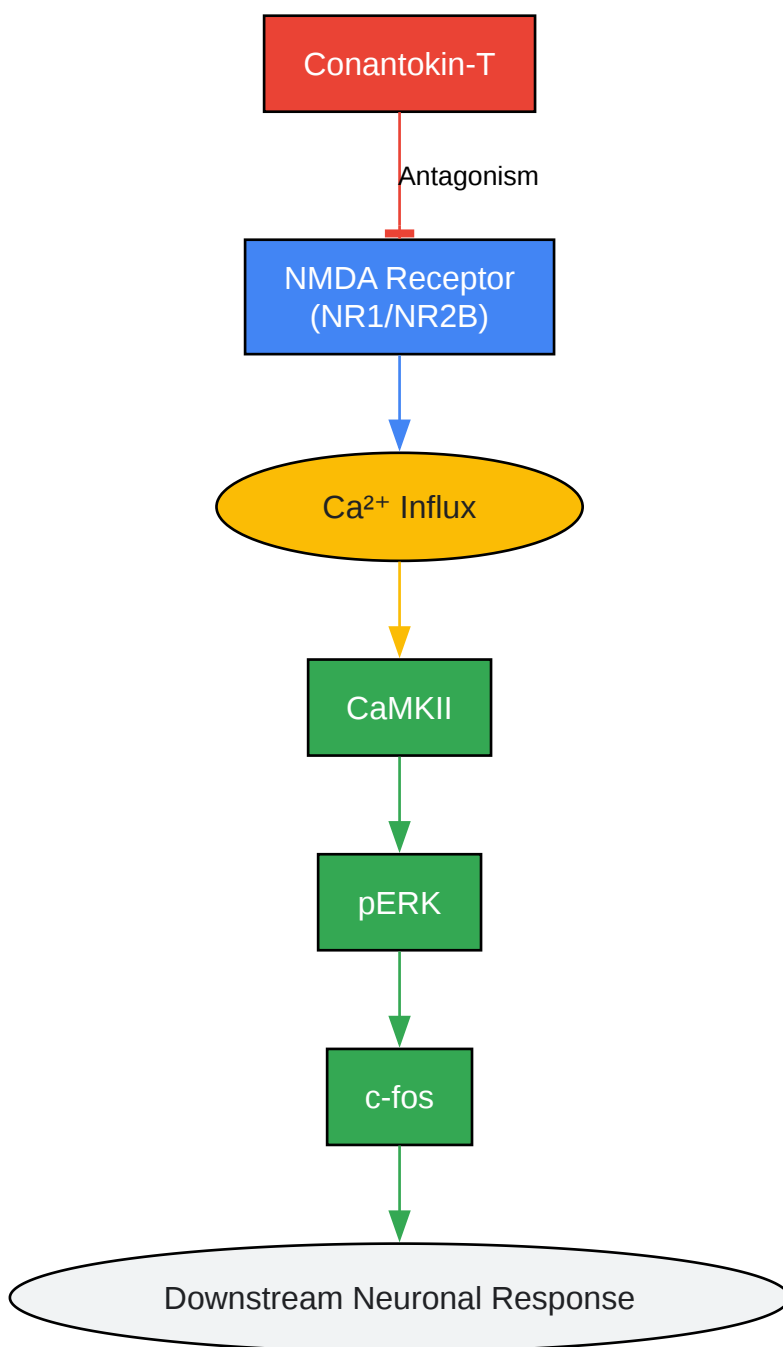 Conantokin-T
Antagonism
NMDA Receptor
(NR1/NR2B)
Ca²⁺ Influx
CaMKII
pERK
c-fos
Downstream Neuronal Response